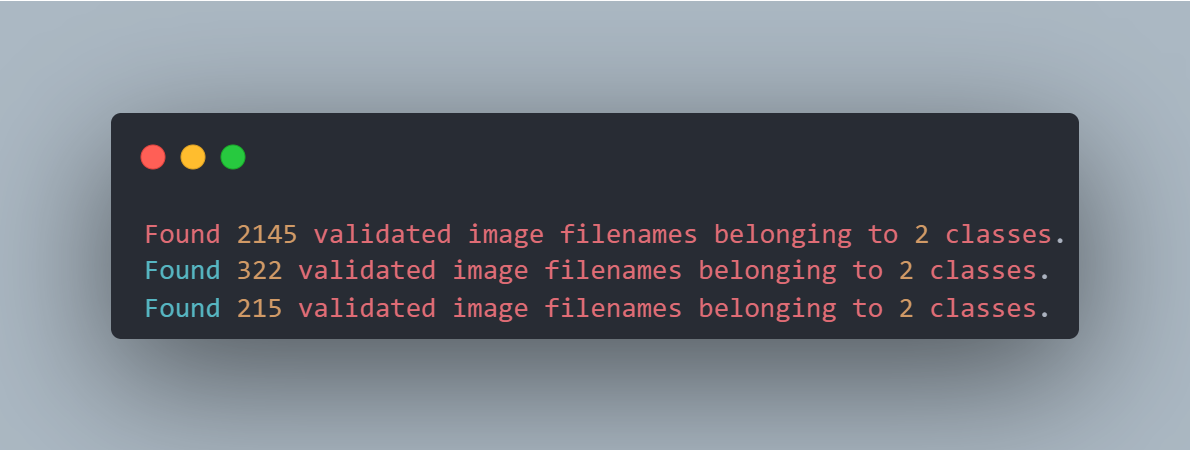 Found 2145 validated image filenames belonging to 2 classes.
Found 322 validated image filenames belonging to 2 classes.
Found 215 validated image filenames belonging to 2 classes.